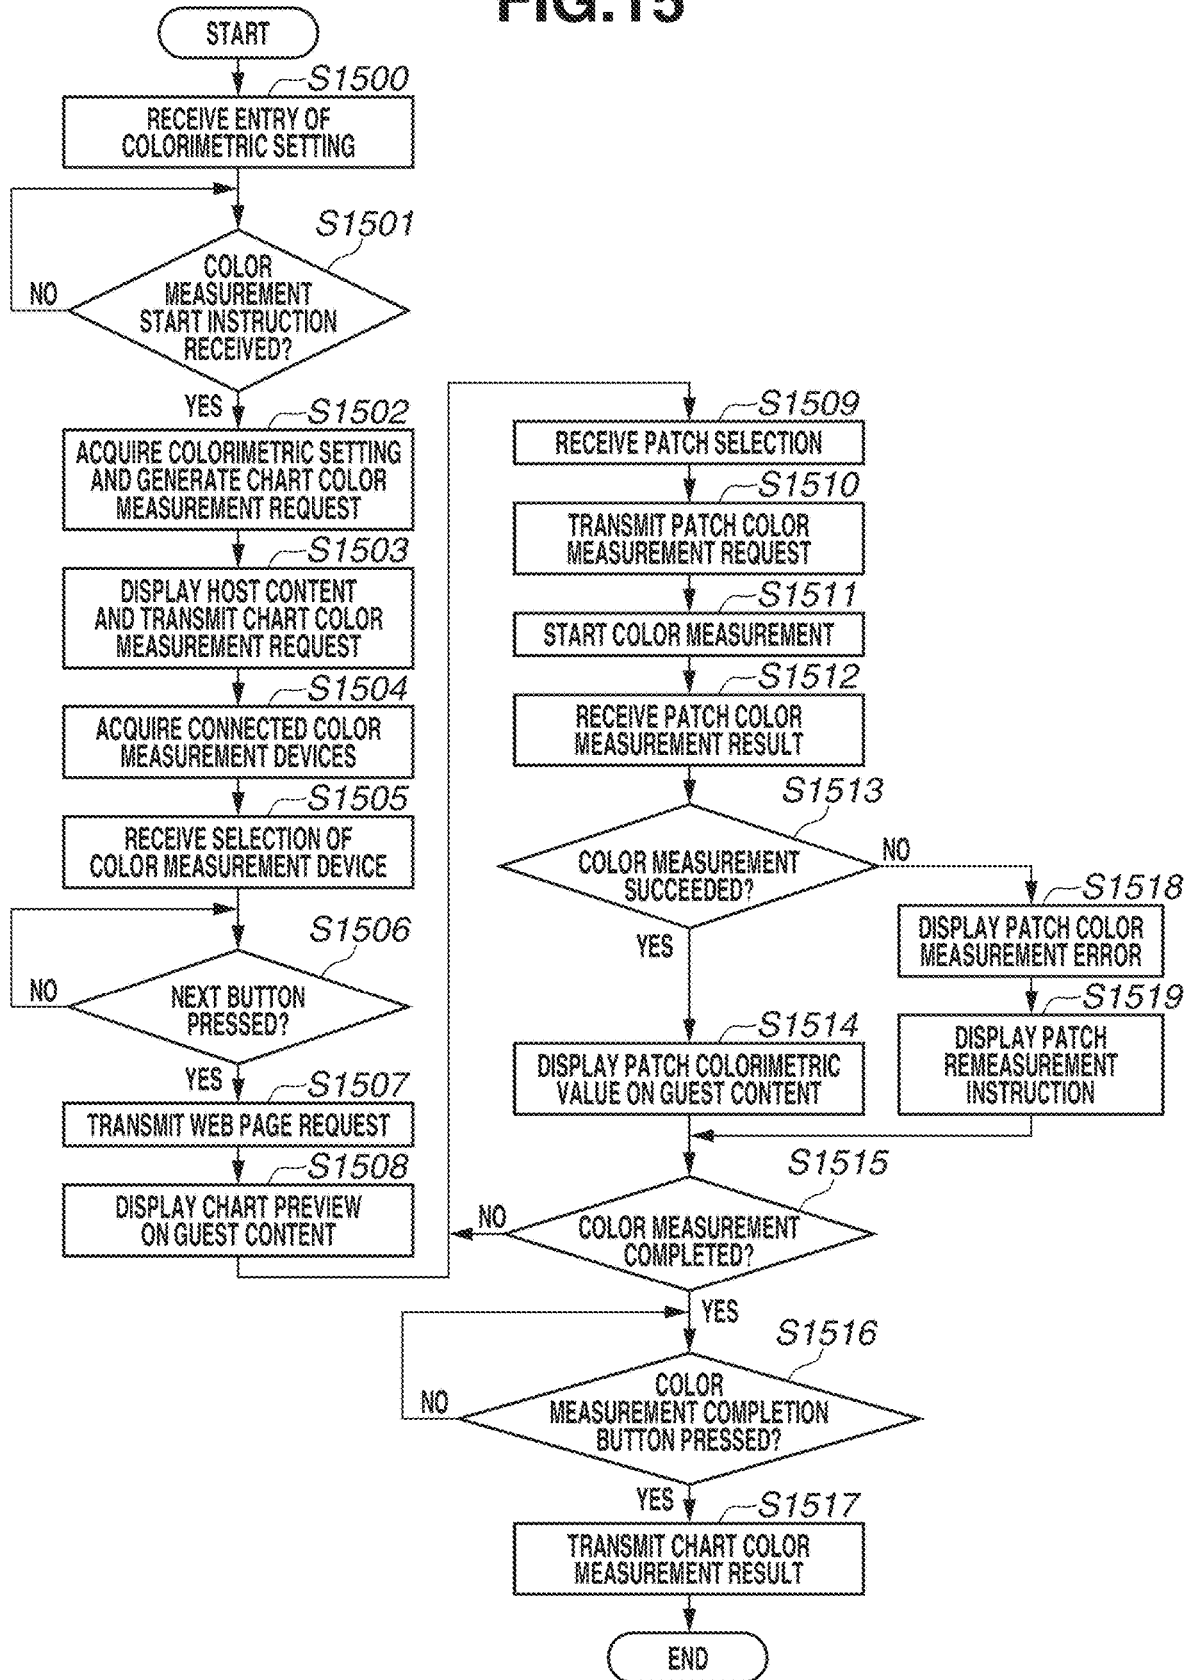 FIG.15
START
S1500
RECEIVE ENTRY OF
COLORIMETRIC SETTING
S1501
COLOR
MEASUREMENT
START INSTRUCTION
RECEIVED?
NO
YES
S1502
ACQUIRE COLORIMETRIC SETTING
AND GENERATE CHART COLOR
MEASUREMENT REQUEST
S1503
DISPLAY HOST CONTENT
AND TRANSMIT CHART COLOR
MEASUREMENT REQUEST
S1504
ACQUIRE CONNECTED COLOR
MEASUREMENT DEVICES
S1505
RECEIVE SELECTION OF
COLOR MEASUREMENT DEVICE
S1506
NEXT BUTTON
PRESSED?
NO
YES
S1507
TRANSMIT WEB PAGE REQUEST
S1508
DISPLAY CHART PREVIEW
ON GUEST CONTENT
S1509
RECEIVE PATCH SELECTION
S1510
TRANSMIT PATCH COLOR
MEASUREMENT REQUEST
S1511
START COLOR MEASUREMENT
S1512
RECEIVE PATCH COLOR
MEASUREMENT RESULT
S1513
COLOR MEASUREMENT
SUCCEEDED?
NO
YES
S1518
DISPLAY PATCH COLOR
MEASUREMENT ERROR
S1519
DISPLAY PATCH
REMEASUREMENT
INSTRUCTION
S1514
DISPLAY PATCH COLORIMETRIC
VALUE ON GUEST CONTENT
S1515
COLOR MEASUREMENT
COMPLETED?
NO
YES
S1516
COLOR
MEASUREMENT COMPLETION
BUTTON PRESSED?
NO
YES
S1517
TRANSMIT CHART COLOR
MEASUREMENT RESULT
END